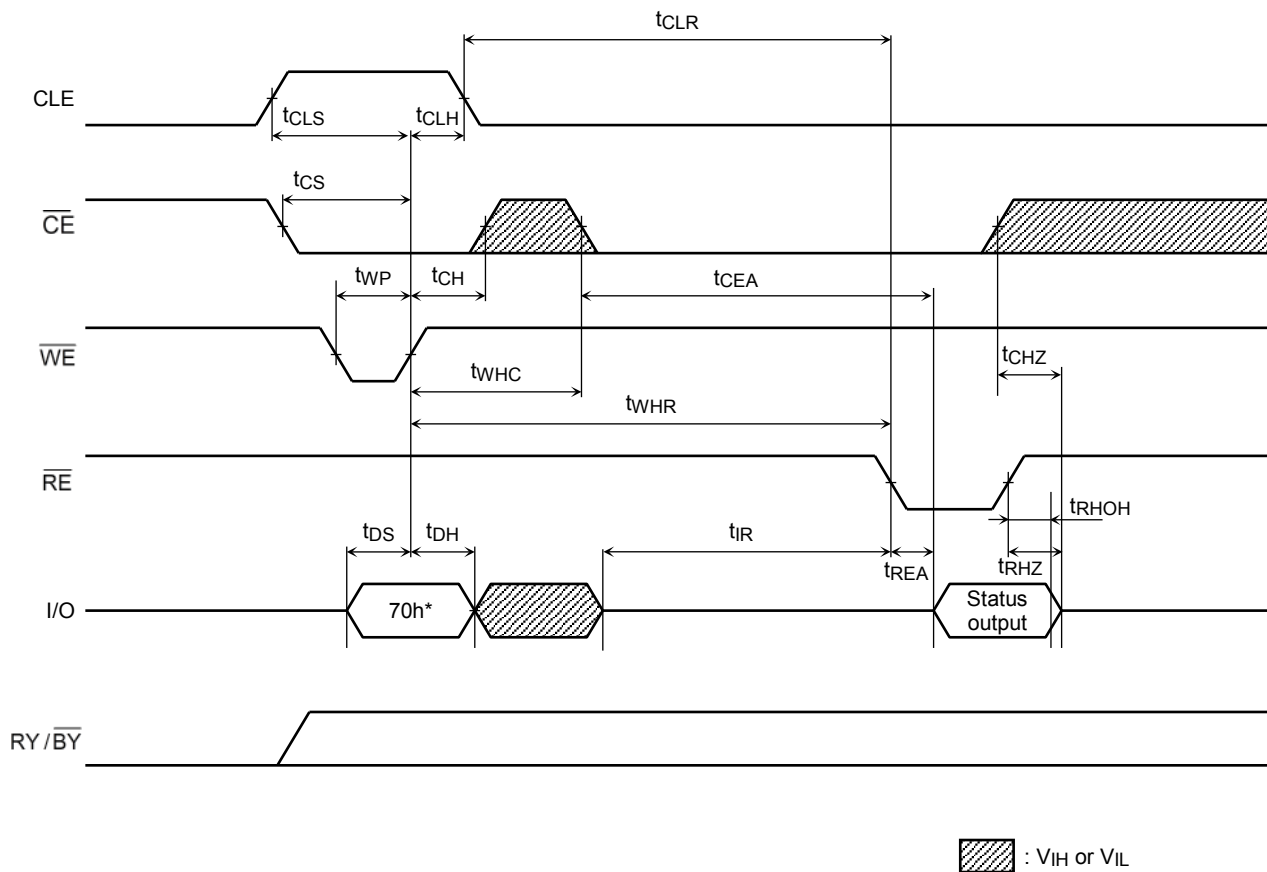 tCLR
CLE
tCLS
tCLH
tCS
CE
tWP
tCH
tCEA
WE
tCHZ
tWHC
tWHR
RE
tRHOH
tDS
tDH
tIR
tREA
tRHZ
I/O
70h*
Status
output
RY/BY
: VIH or VIL